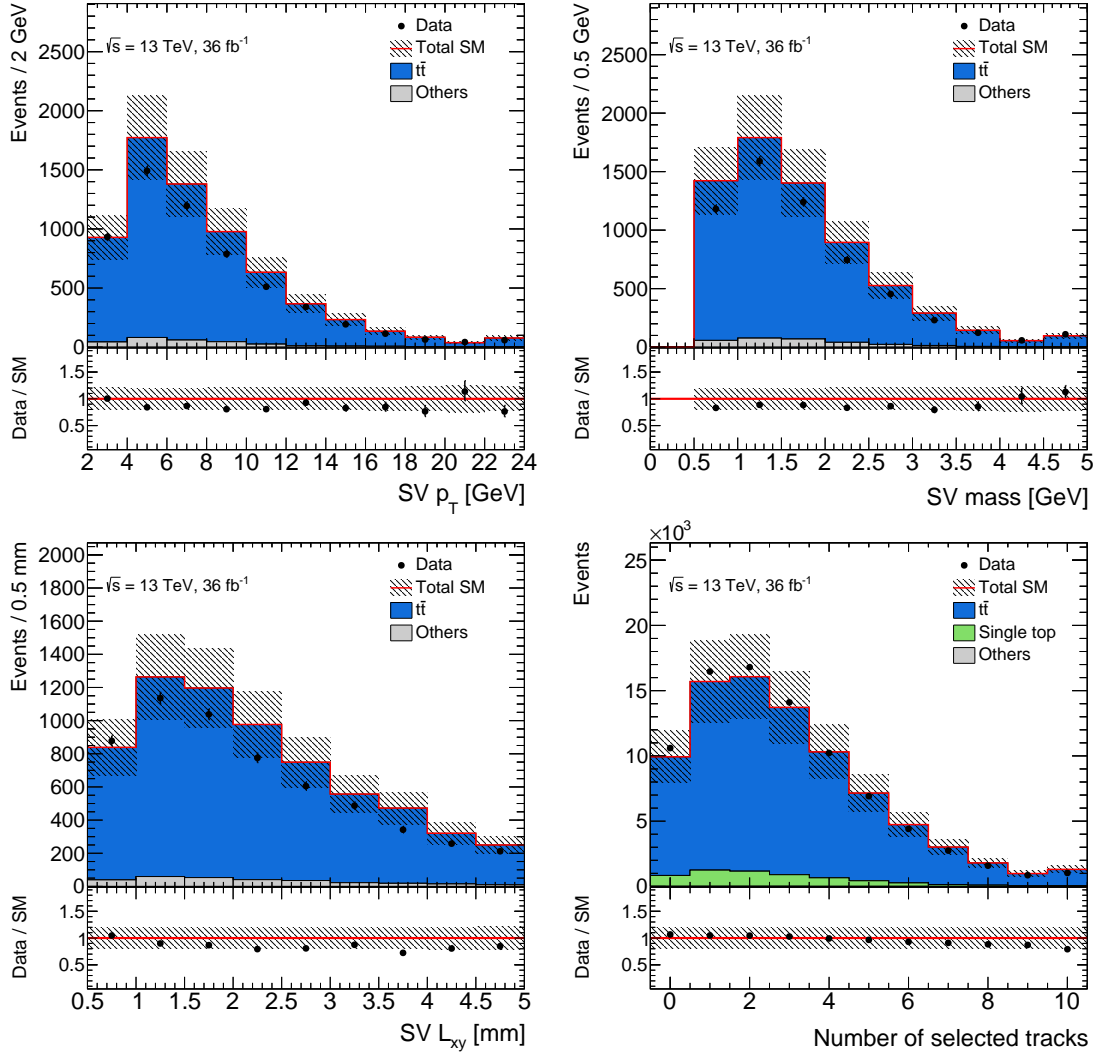 Events / 2 GeV
2500
2000
1500
1000
500
0
√s = 13 TeV, 36 fb-1
Data
Total SM
tt̄
Others
Data / SM
1.5
1
0.5
2 4 6 8 10 12 14 16 18 20 22 24
SV pT [GeV]
Events / 0.5 GeV
2500
2000
1500
1000
500
0
√s = 13 TeV, 36 fb-1
Data
Total SM
tt̄
Others
Data / SM
1.5
1
0.5
0 0.5 1 1.5 2 2.5 3 3.5 4 4.5 5
SV mass [GeV]
Events / 0.5 mm
2000
1800
1600
1400
1200
1000
800
600
400
200
0
√s = 13 TeV, 36 fb-1
Data
Total SM
tt̄
Others
Data / SM
1.5
1
0.5
0.5 1 1.5 2 2.5 3 3.5 4 4.5 5
SV Lxy [mm]
×10³
Events
25
20
15
10
5
0
√s = 13 TeV, 36 fb-1
Data
Total SM
tt̄
Single top
Others
Data / SM
1.5
1
0.5
0 2 4 6 8 10
Number of selected tracks